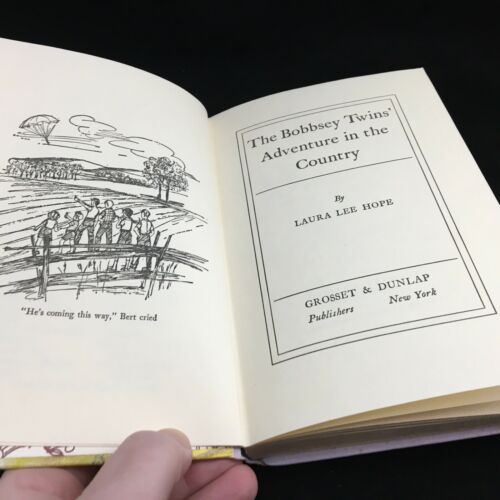 "He's coming this way," Bert cried
The Bobbsey Twins'
Adventure in the
Country
By
LAURA LEE HOPE
GROSSET & DUNLAP
Publishers New York